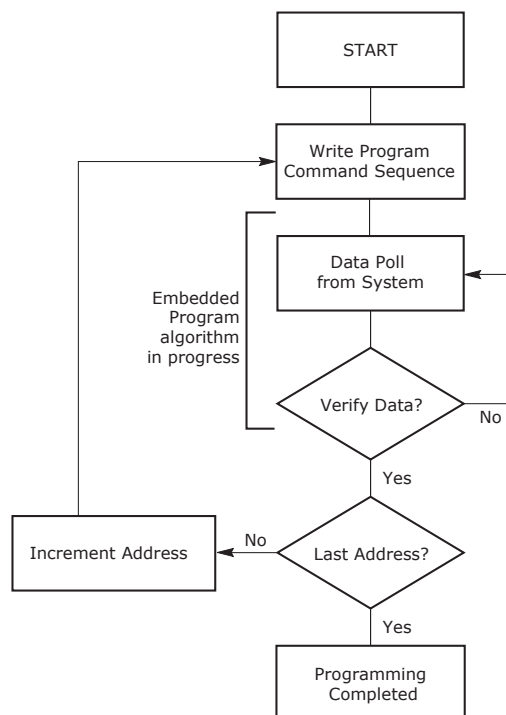 START
Write Program
Command Sequence
Data Poll
from System
Embedded
Program
algorithm
in progress
Verify Data?
No
Yes
No
Increment Address
Last Address?
Yes
Programming
Completed